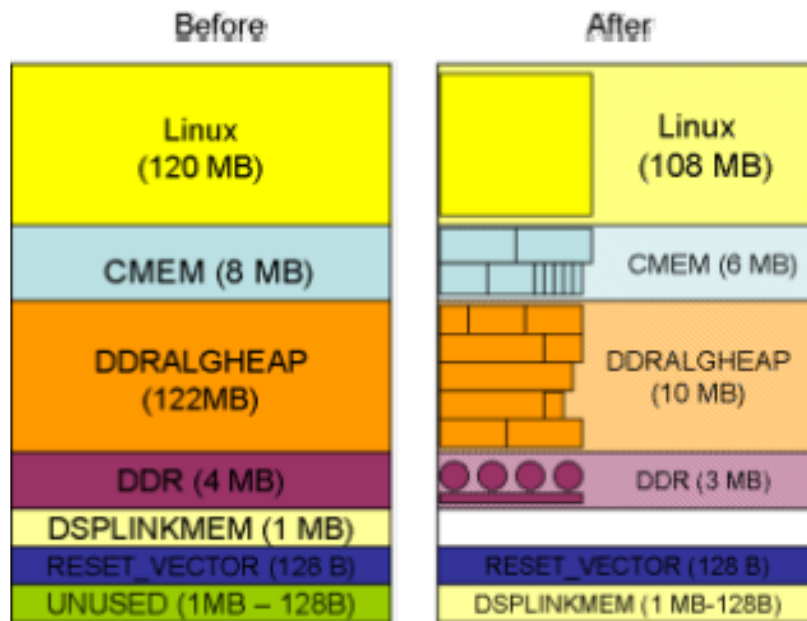 Before
Linux
(120 MB)
CMEM (8 MB)
DDRALGHEAP
(122MB)
DDR (4 MB)
DSPLINKMEM (1 MB)
RESET_VECTOR (128 B)
UNUSED (1MB – 128B)
After
Linux
(108 MB)
CMEM (6 MB)
DDRALGHEAP
(10 MB)
DDR (3 MB)
RESET_VECTOR (128 B)
DSPLINKMEM (1 MB-128B)